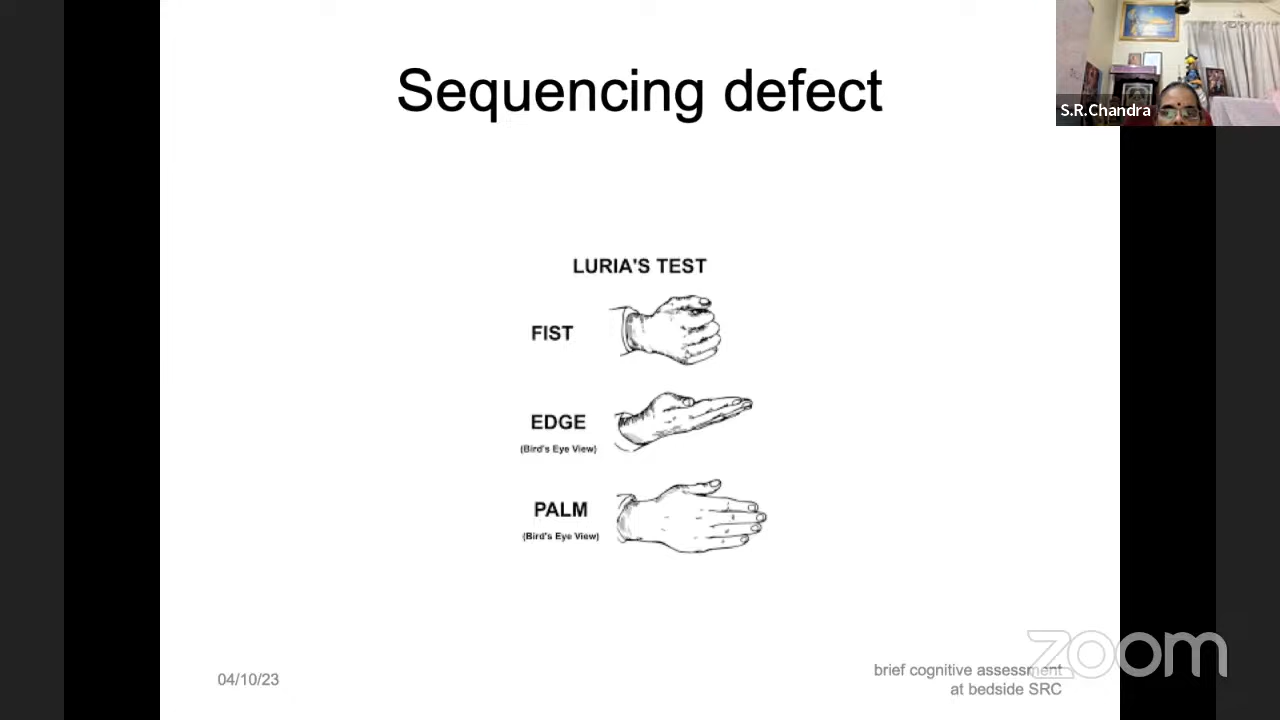 Sequencing defect
S.R.Chandra
LURIA'S TEST
FIST
EDGE
(Bird's Eye View)
PALM
(Bird's Eye View)
04/10/23
brief cognitive assessment
at bedside SRC
zoom